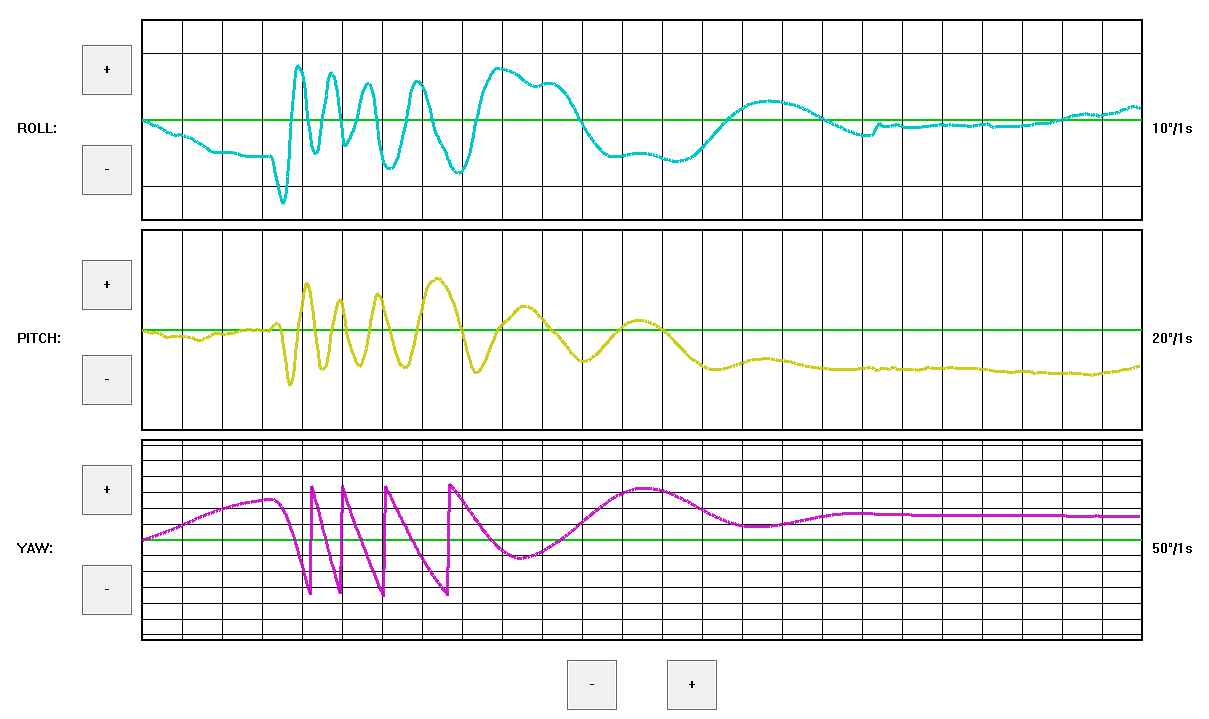 +
ROLL:
10°/1s
-
+
PITCH:
20°/1s
-
+
YAW:
50°/1s
-
- +